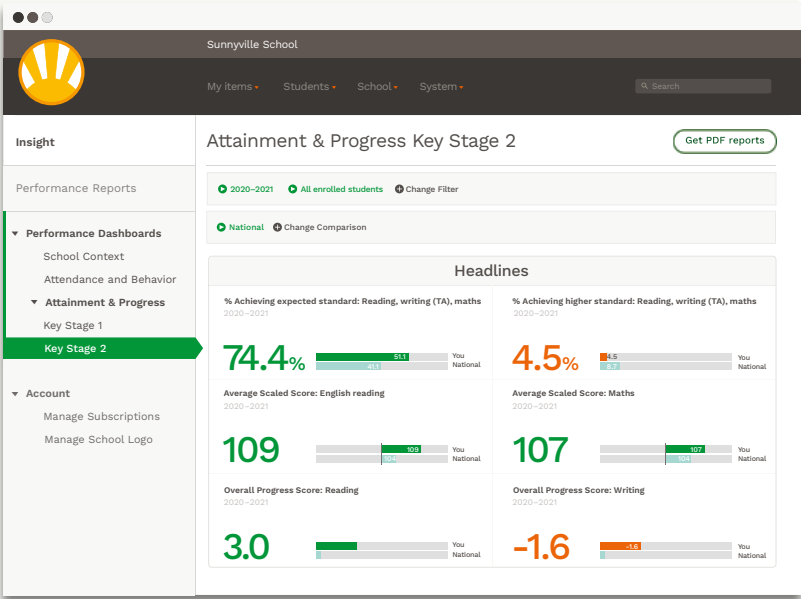 Sunnyville School
My items
Students
School
System
Search
Insight
Performance Reports
Performance Dashboards
School Context
Attendance and Behavior
Attainment & Progress
Key Stage 1
Key Stage 2
Account
Manage Subscriptions
Manage School Logo
Attainment & Progress Key Stage 2
Get PDF reports
2020–2021 All enrolled students Change Filter
National Change Comparison
Headlines
% Achieving expected standard: Reading, writing (TA), maths
2020–2021
74.4%
51.1 You
41.1 National
% Achieving higher standard: Reading, writing (TA), maths
2020–2021
4.5%
4.5 You
8.7 National
Average Scaled Score: English reading
2020–2021
109
109 You
104 National
Average Scaled Score: Maths
2020–2021
107
107 You
104 National
Overall Progress Score: Reading
2020–2021
3.0
You
National
Overall Progress Score: Writing
2020–2021
-1.6
-1.6 You
National